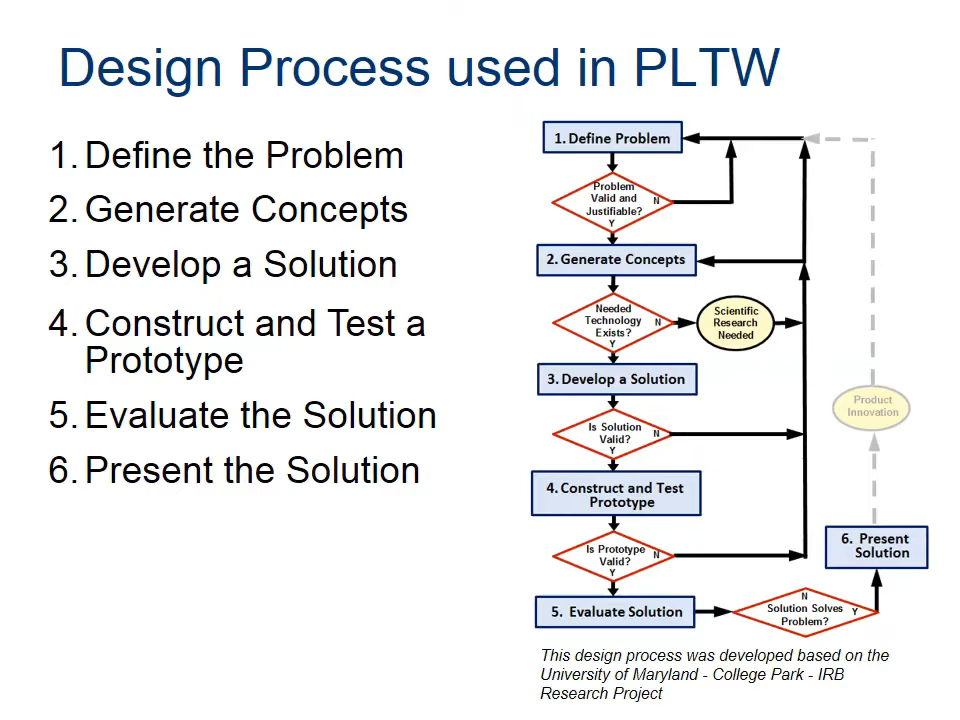 Design Process used in PLTW
1. Define the Problem
2. Generate Concepts
3. Develop a Solution
4. Construct and Test a
Prototype
5. Evaluate the Solution
6. Present the Solution
1. Define Problem
Problem
Valid and
Justifiable?
N
Y
2. Generate Concepts
Needed
Technology
Exists?
N
Y
Scientific
Research
Needed
3. Develop a Solution
Is Solution
Valid?
N
Y
4. Construct and Test
Prototype
Is Prototype
Valid?
N
Y
5. Evaluate Solution
N
Solution Solves
Problem?
Y
6. Present
Solution
Product
Innovation
This design process was developed based on the
University of Maryland - College Park - IRB
Research Project